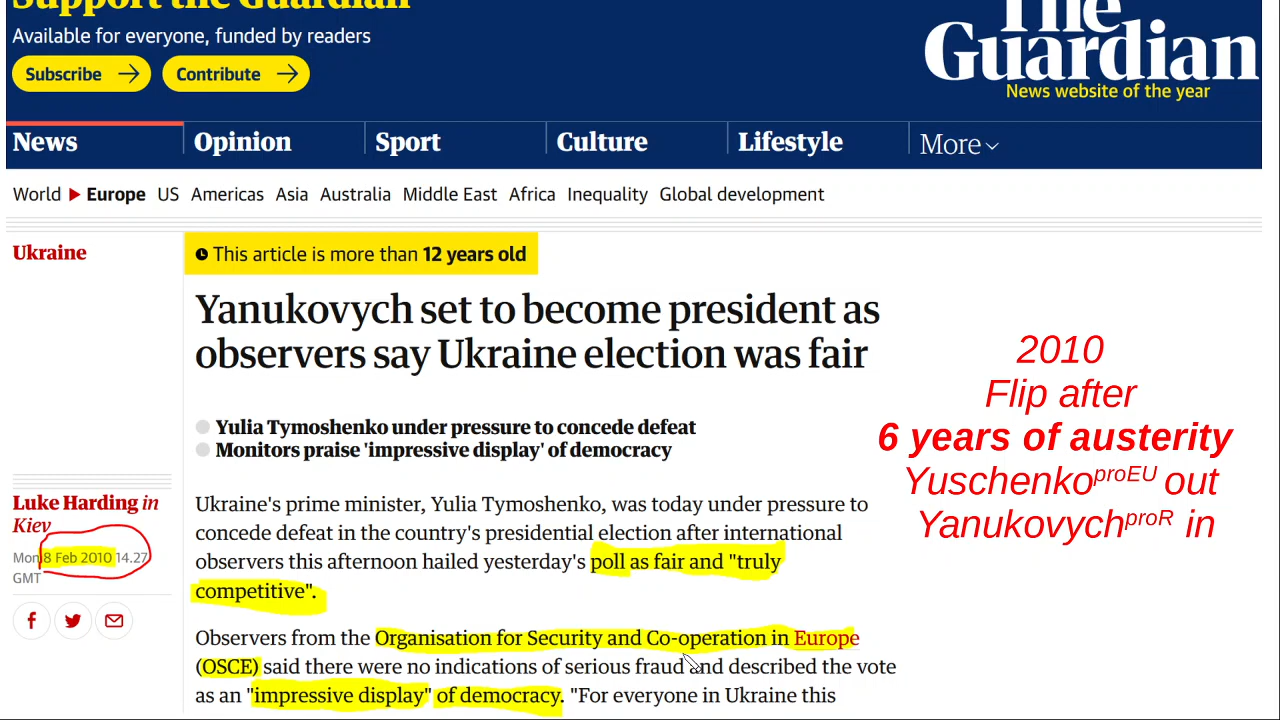 Support the Guardian
Available for everyone, funded by readers
Subscribe
Contribute
The
Guardian
News website of the year
News
Opinion
Sport
Culture
Lifestyle
More
World
Europe
US
Americas
Asia
Australia
Middle East
Africa
Inequality
Global development
Ukraine
This article is more than 12 years old
Yanukovych set to become president as
observers say Ukraine election was fair
Yulia Tymoshenko under pressure to concede defeat
Monitors praise 'impressive display' of democracy
Luke Harding in
Kiev
Mon 8 Feb 2010 14.27
GMT
Ukraine's prime minister, Yulia Tymoshenko, was today under pressure to
concede defeat in the country's presidential election after international
observers this afternoon hailed yesterday's poll as fair and "truly
competitive".
Observers from the Organisation for Security and Co-operation in Europe
(OSCE) said there were no indications of serious fraud and described the vote
as an "impressive display" of democracy. "For everyone in Ukraine this
2010
Flip after
6 years of austerity
Yuschenko proEU out
Yanukovych proR in